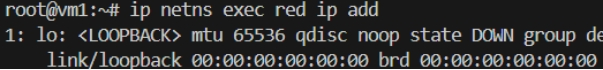 root@vm1:~# ip netns exec red ip add
1: lo: <LOOPBACK> mtu 65536 qdisc noop state DOWN group de
link/loopback 00:00:00:00:00:00 brd 00:00:00:00:00:00